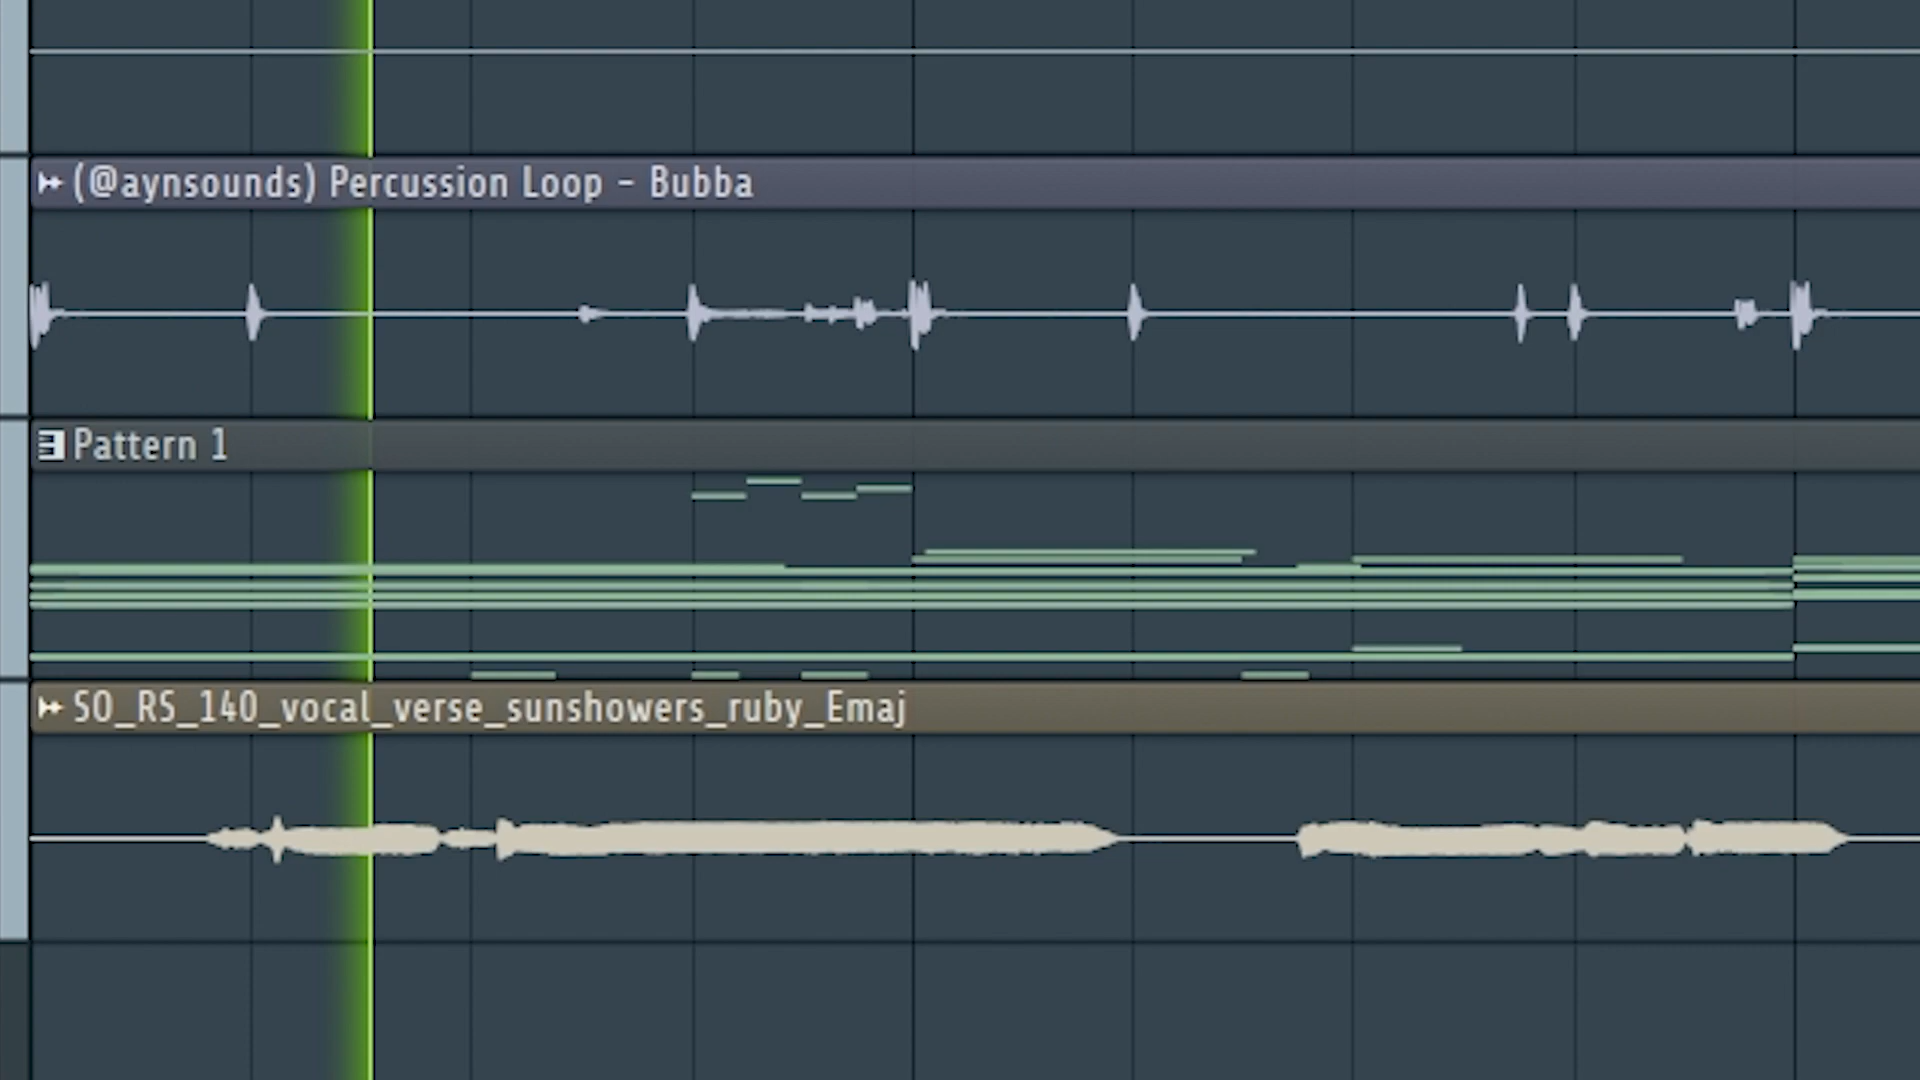 (@aynsounds) Percussion Loop - Bubba
Pattern 1
SO_RS_140_vocal_verse_sunshowers_ruby_Emaj